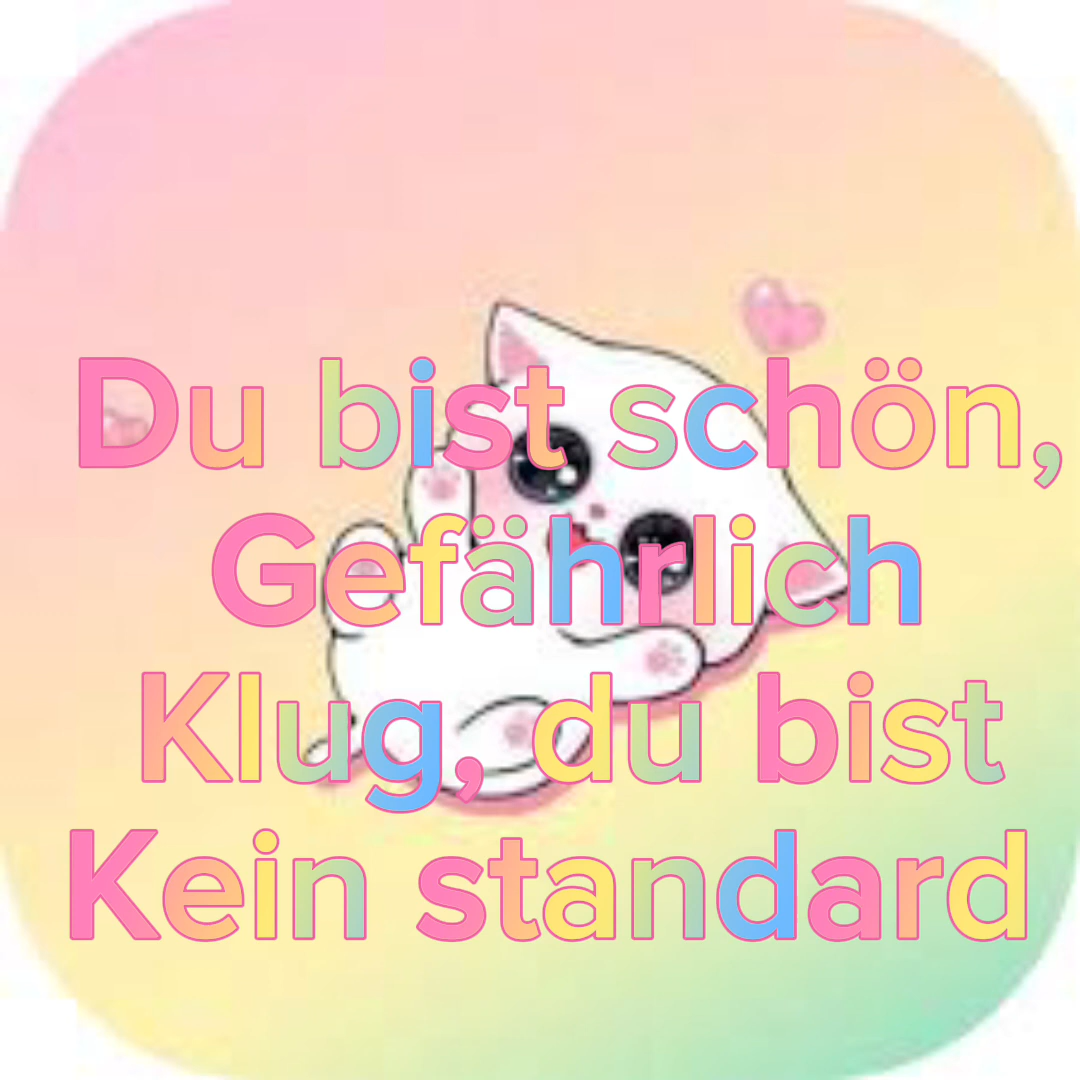 Du bist schön,
Gefährlich
Klug, du bist
Kein standard